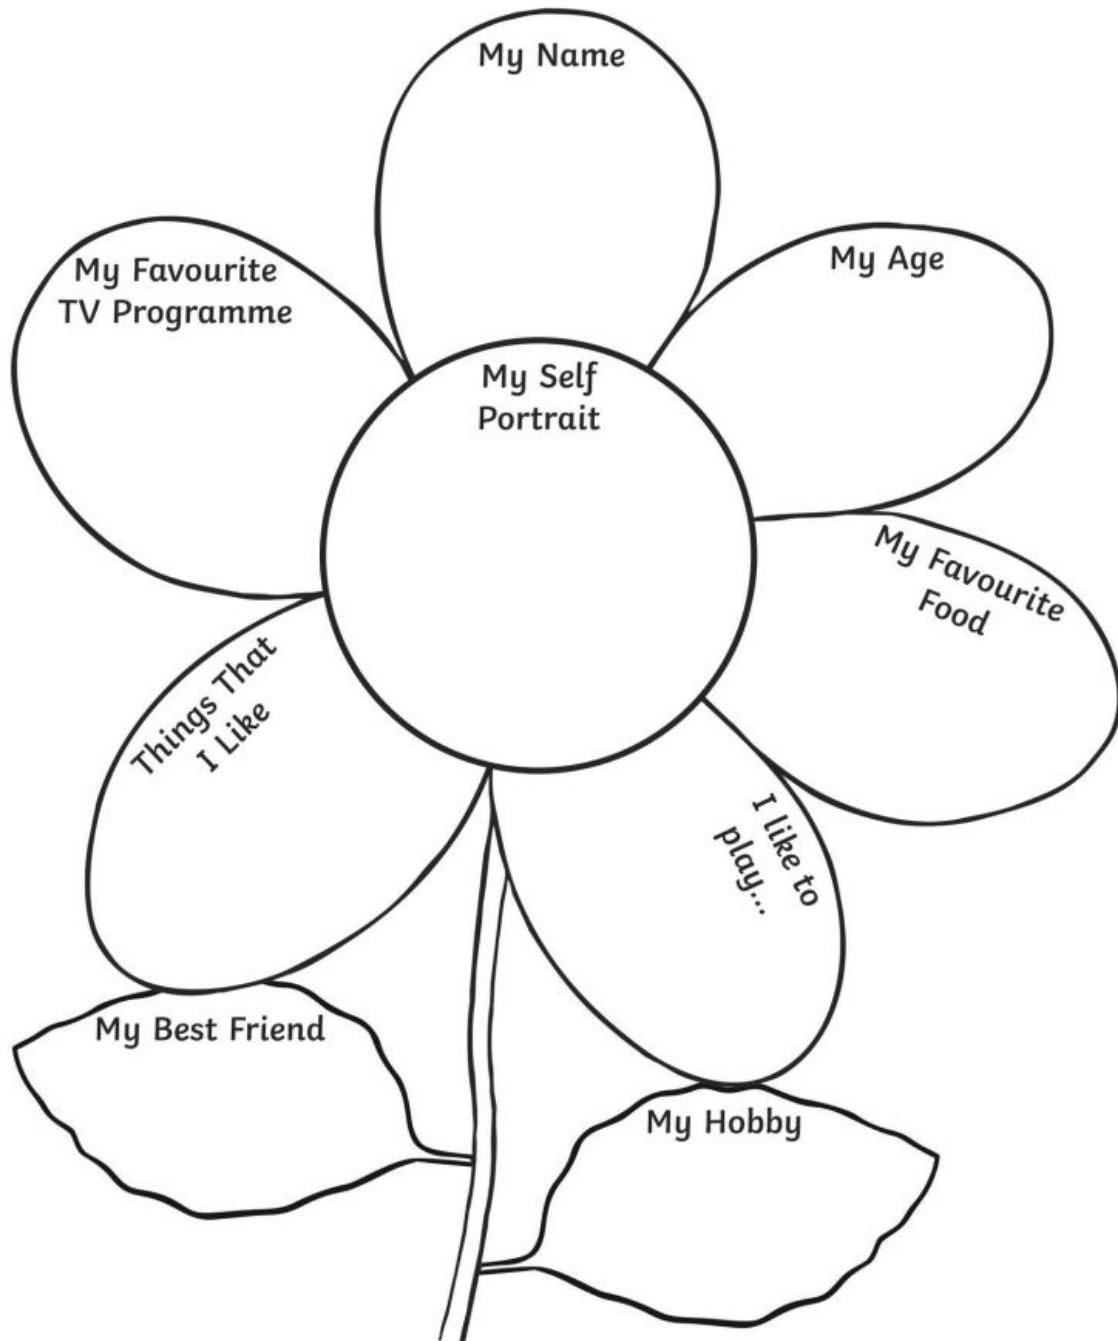 My Name
My Favourite
TV Programme
My Age
My Self
Portrait
My Favourite
Food
Things That
I Like
I like to
play...
My Best Friend
My Hobby